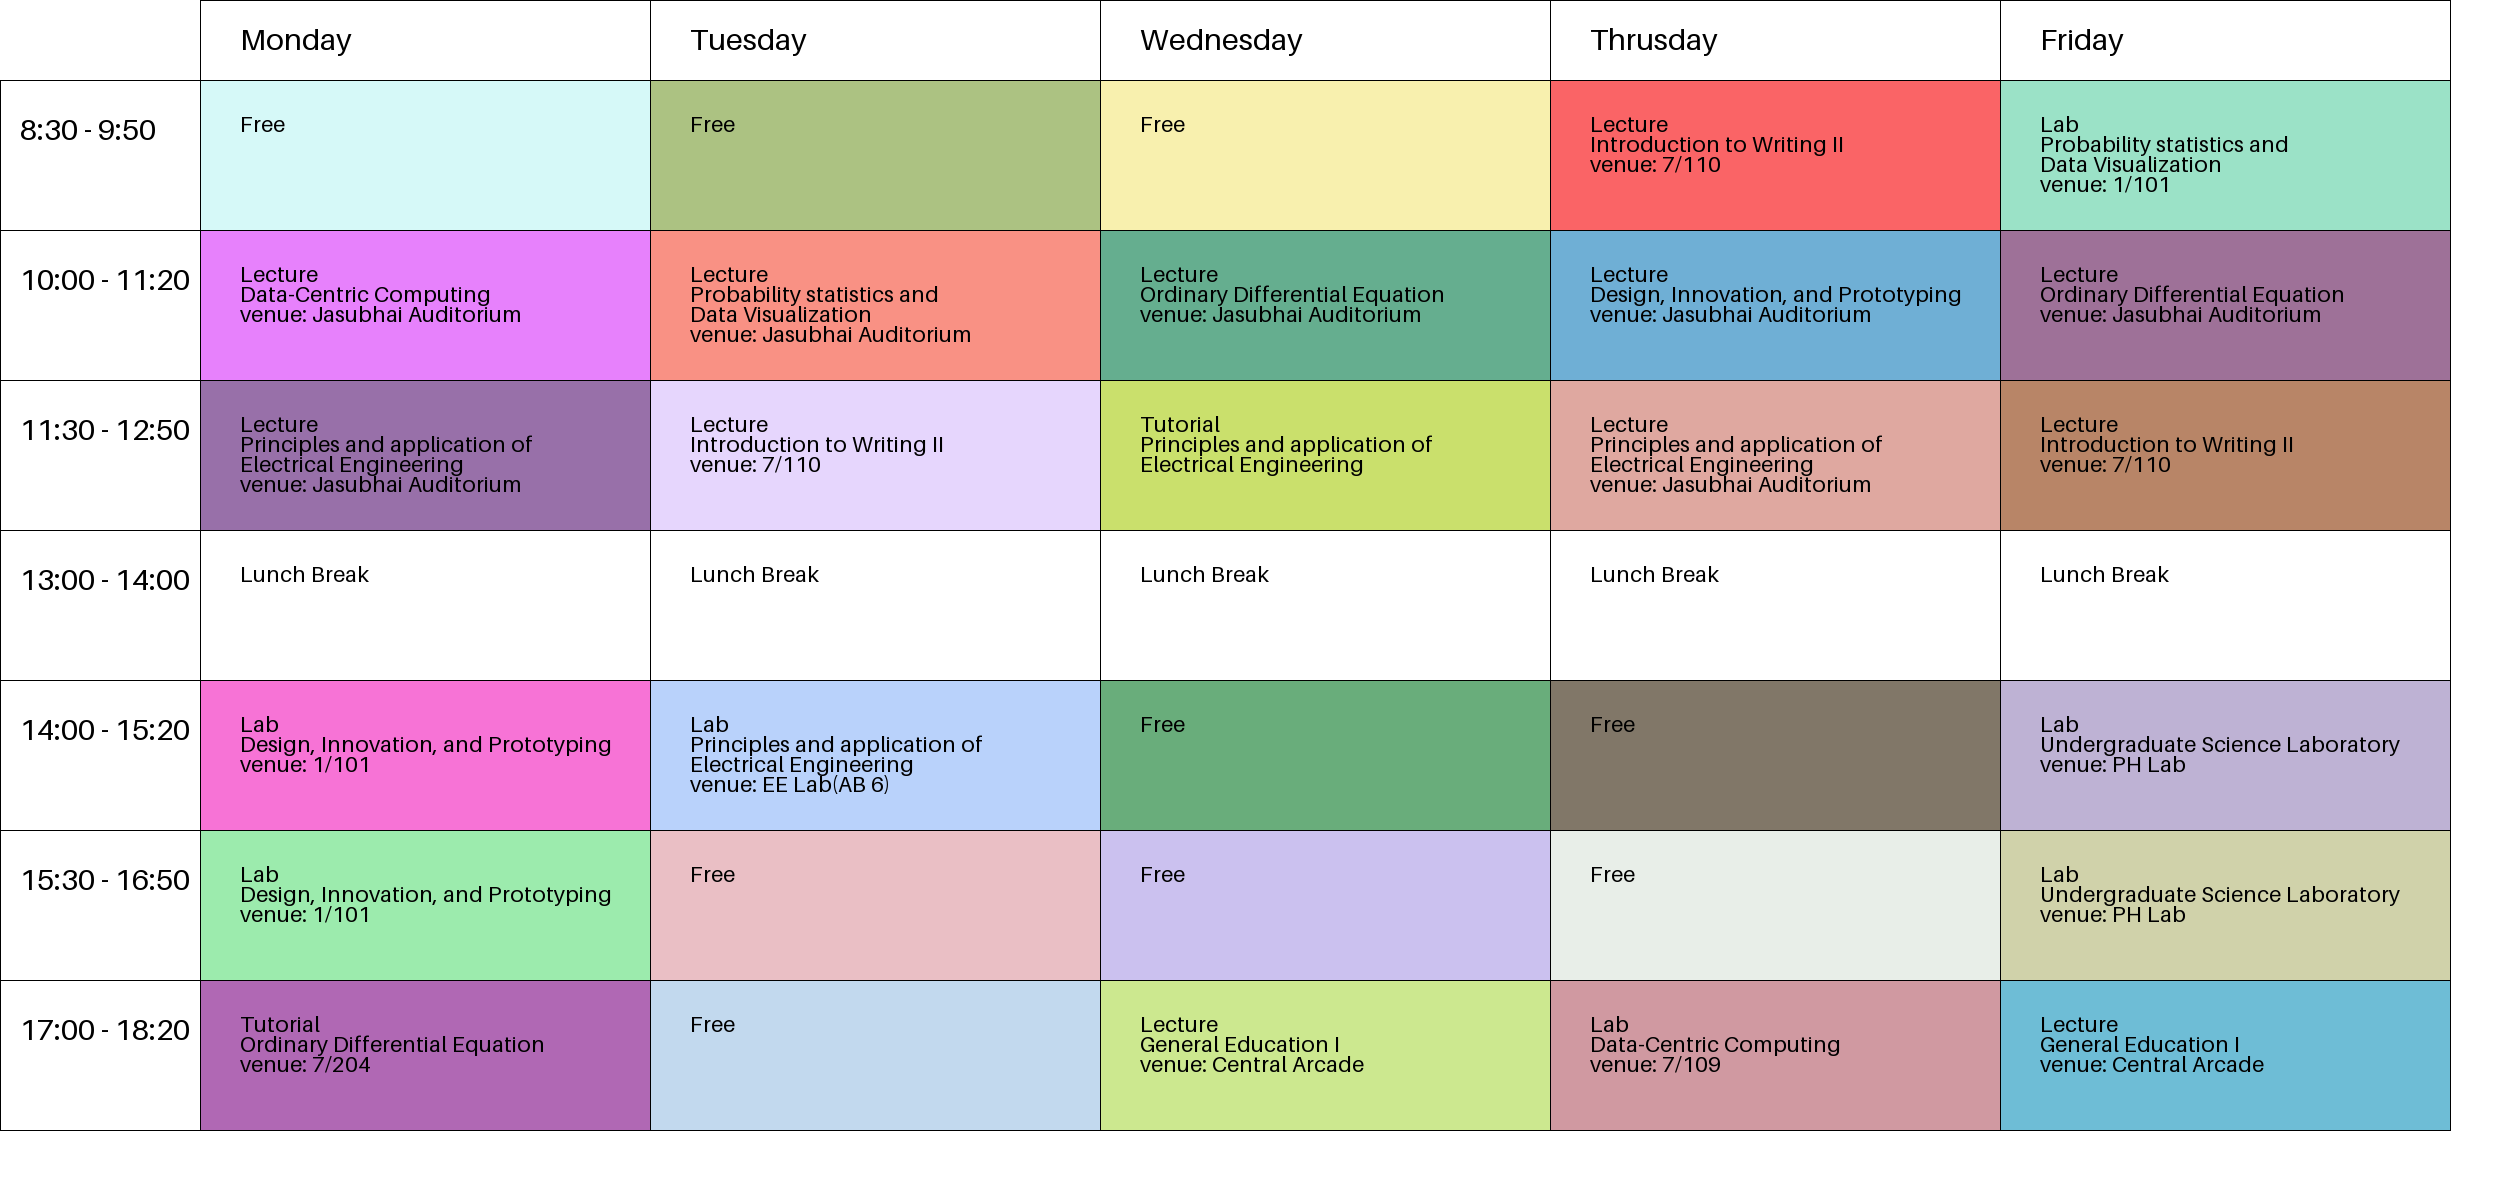 Monday
Tuesday
Wednesday
Thrusday
Friday
8:30 - 9:50
Free
Free
Free
Lecture
Introduction to Writing II
venue: 7/110
Lab
Probability statistics and
Data Visualization
venue: 1/101
10:00 - 11:20
Lecture
Data-Centric Computing
venue: Jasubhai Auditorium
Lecture
Probability statistics and
Data Visualization
venue: Jasubhai Auditorium
Lecture
Ordinary Differential Equation
venue: Jasubhai Auditorium
Lecture
Design, Innovation, and Prototyping
venue: Jasubhai Auditorium
Lecture
Ordinary Differential Equation
venue: Jasubhai Auditorium
11:30 - 12:50
Lecture
Principles and application of
Electrical Engineering
venue: Jasubhai Auditorium
Lecture
Introduction to Writing II
venue: 7/110
Tutorial
Principles and application of
Electrical Engineering
Lecture
Principles and application of
Electrical Engineering
venue: Jasubhai Auditorium
Lecture
Introduction to Writing II
venue: 7/110
13:00 - 14:00
Lunch Break
Lunch Break
Lunch Break
Lunch Break
Lunch Break
14:00 - 15:20
Lab
Design, Innovation, and Prototyping
venue: 1/101
Lab
Principles and application of
Electrical Engineering
venue: EE Lab(AB 6)
Free
Free
Lab
Undergraduate Science Laboratory
venue: PH Lab
15:30 - 16:50
Lab
Design, Innovation, and Prototyping
venue: 1/101
Free
Free
Free
Lab
Undergraduate Science Laboratory
venue: PH Lab
17:00 - 18:20
Tutorial
Ordinary Differential Equation
venue: 7/204
Free
Lecture
General Education I
venue: Central Arcade
Lab
Data-Centric Computing
venue: 7/109
Lecture
General Education I
venue: Central Arcade